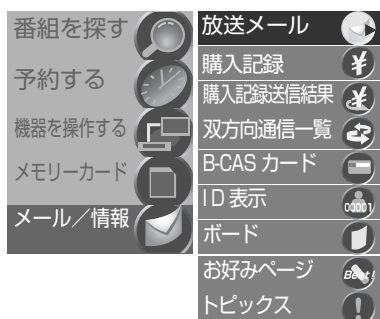 番組を探す
予約する
機器を操作する
メモリーカード
メール／情報
放送メール
購入記録
¥
購入記録送信結果
¥
双方向通信一覧
B-CAS カード
ID 表示
00001
ボード
お好みページ
Best!
トピックス
!